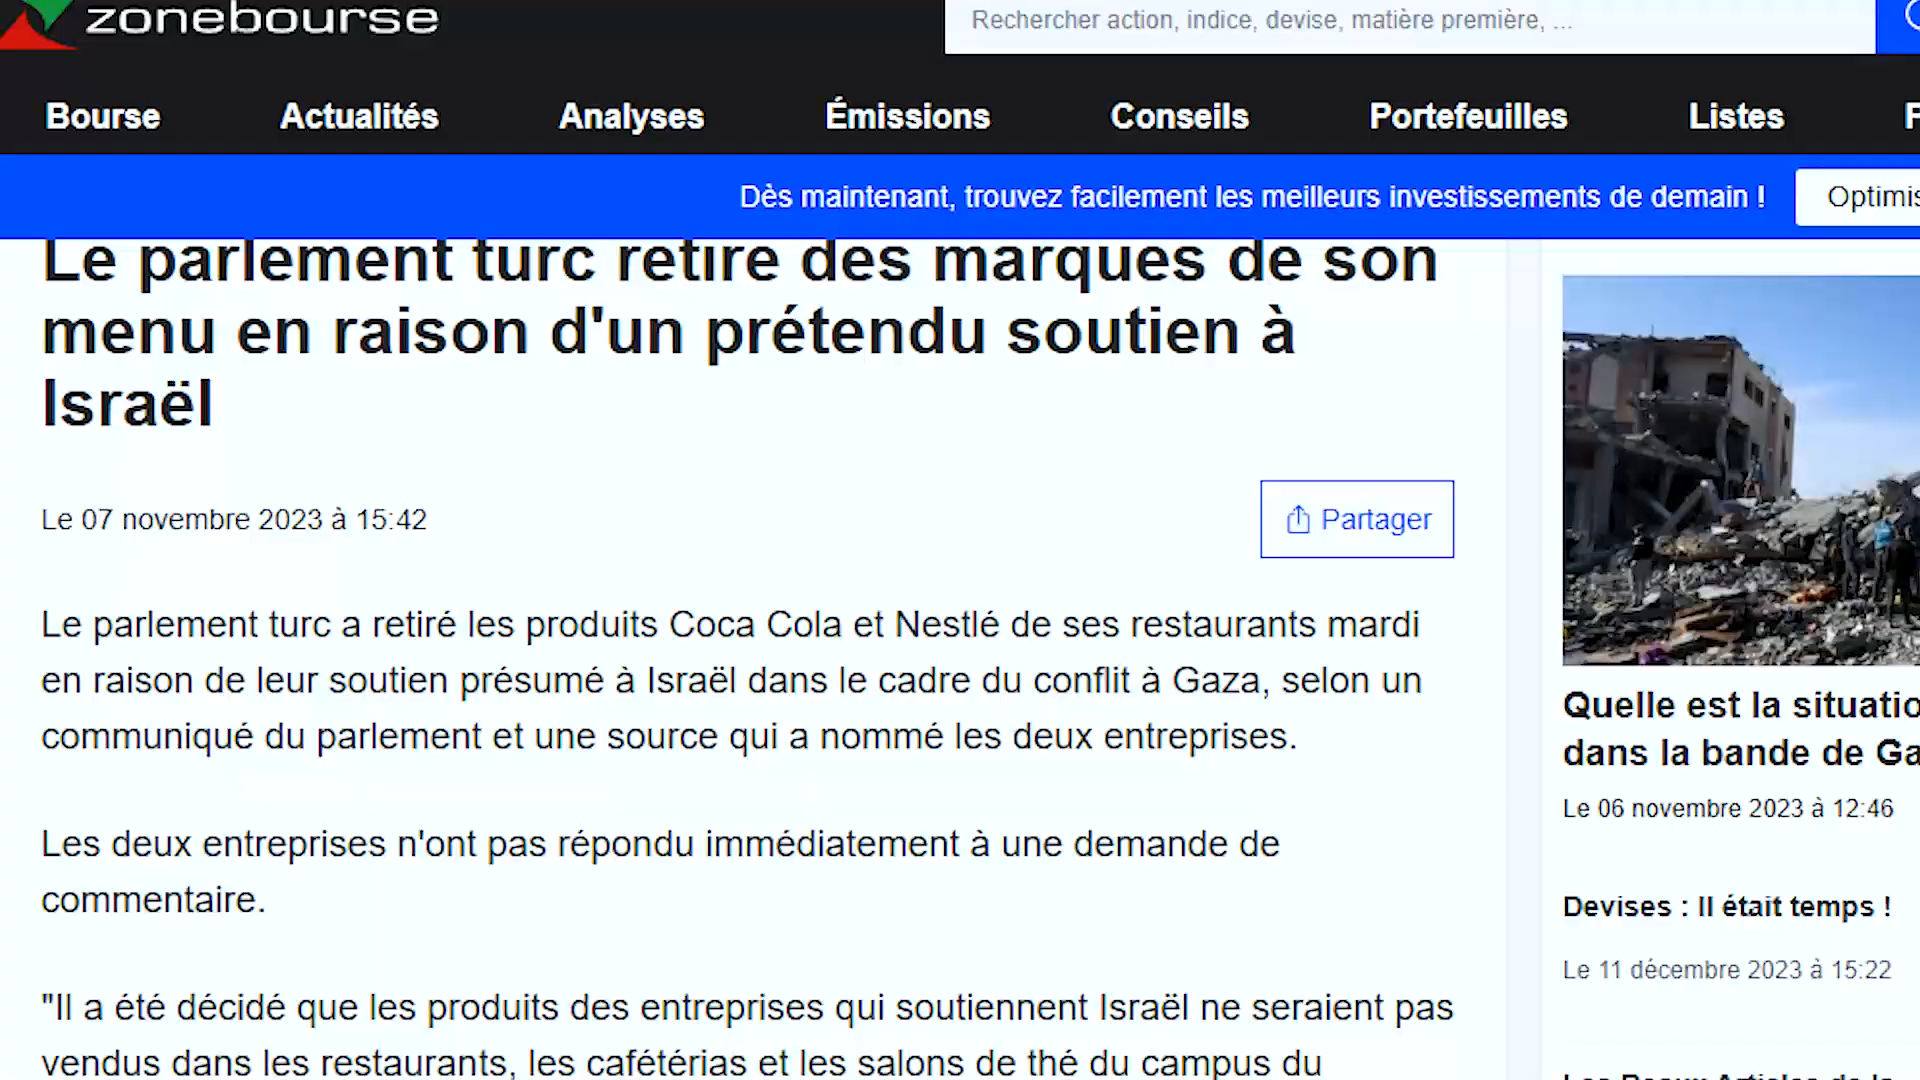 zonebourse
Rechercher action, indice, devise, matière première, ...
Bourse Actualités Analyses Émissions Conseils Portefeuilles Listes
Dès maintenant, trouvez facilement les meilleurs investissements de demain !
Le parlement turc retire des marques de son
menu en raison d'un prétendu soutien à
Israël
Le 07 novembre 2023 à 15:42
Partager
Le parlement turc a retiré les produits Coca Cola et Nestlé de ses restaurants mardi
en raison de leur soutien présumé à Israël dans le cadre du conflit à Gaza, selon un
communiqué du parlement et une source qui a nommé les deux entreprises.
Les deux entreprises n'ont pas répondu immédiatement à une demande de
commentaire.
"Il a été décidé que les produits des entreprises qui soutiennent Israël ne seraient pas
vendus dans les restaurants, les cafétérias et les salons de thé du campus du
Quelle est la situatio
dans la bande de Ga
Le 06 novembre 2023 à 12:46
Devises : Il était temps !
Le 11 décembre 2023 à 15:22